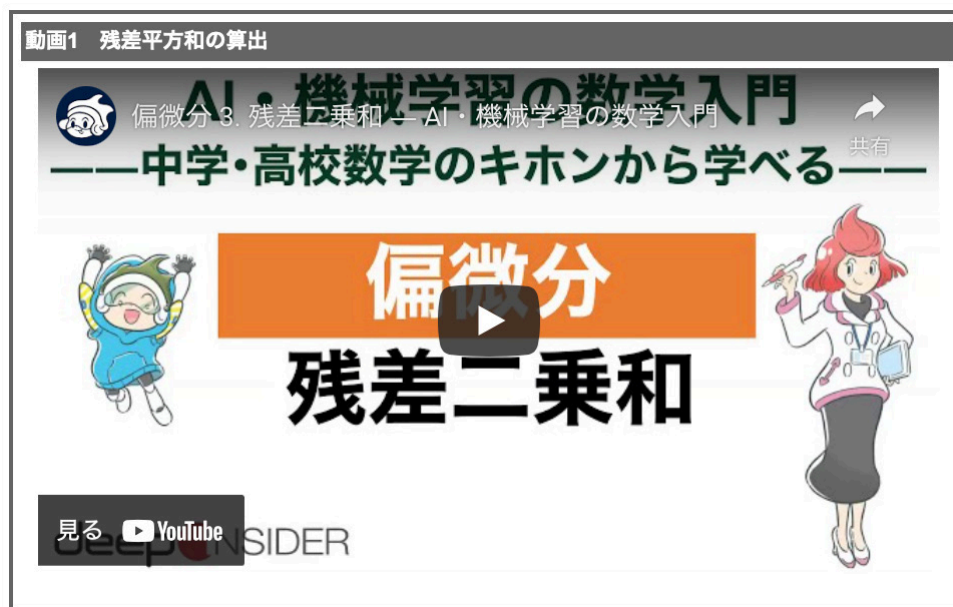 動画1 残差平方和の算出
AI・機械学習の数学入門
偏微分 3. 残差二乗和 — AI・機械学習の数学入門
共有
——中学・高校数学のキホンから学べる——
偏微分
残差二乗和
見る YouTube
deep INSIDER